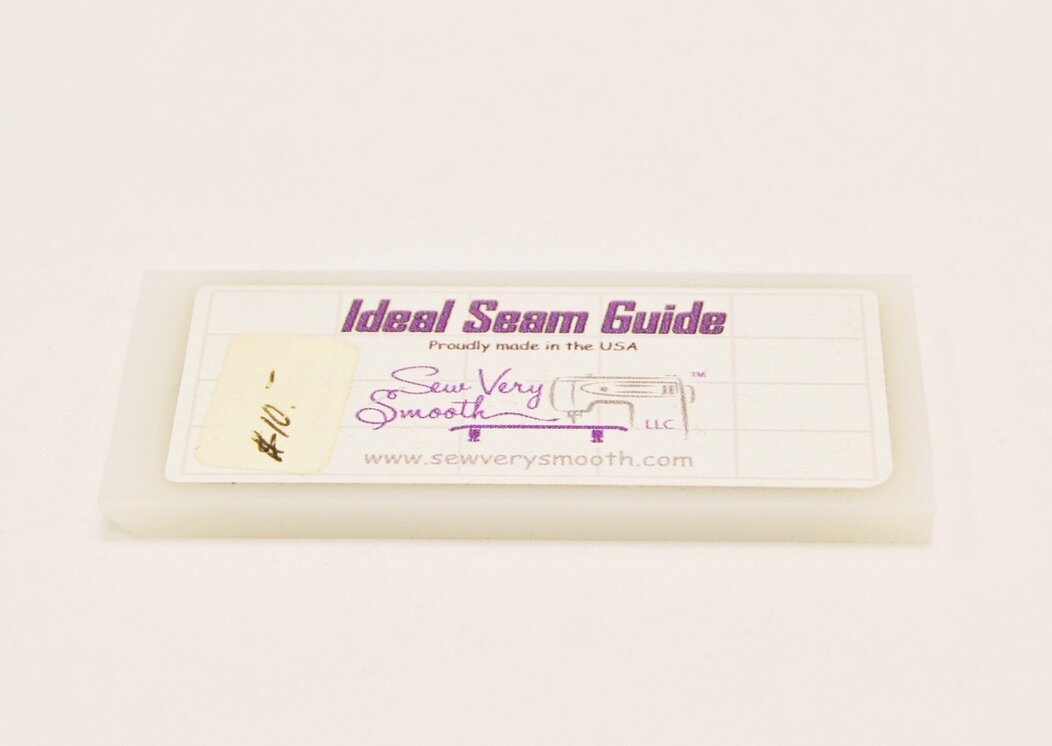 Ideal Seam Guide
Proudly made in the USA
Sew Very
Smooth
TM
LLC
www.sewverysmooth.com
$10.-